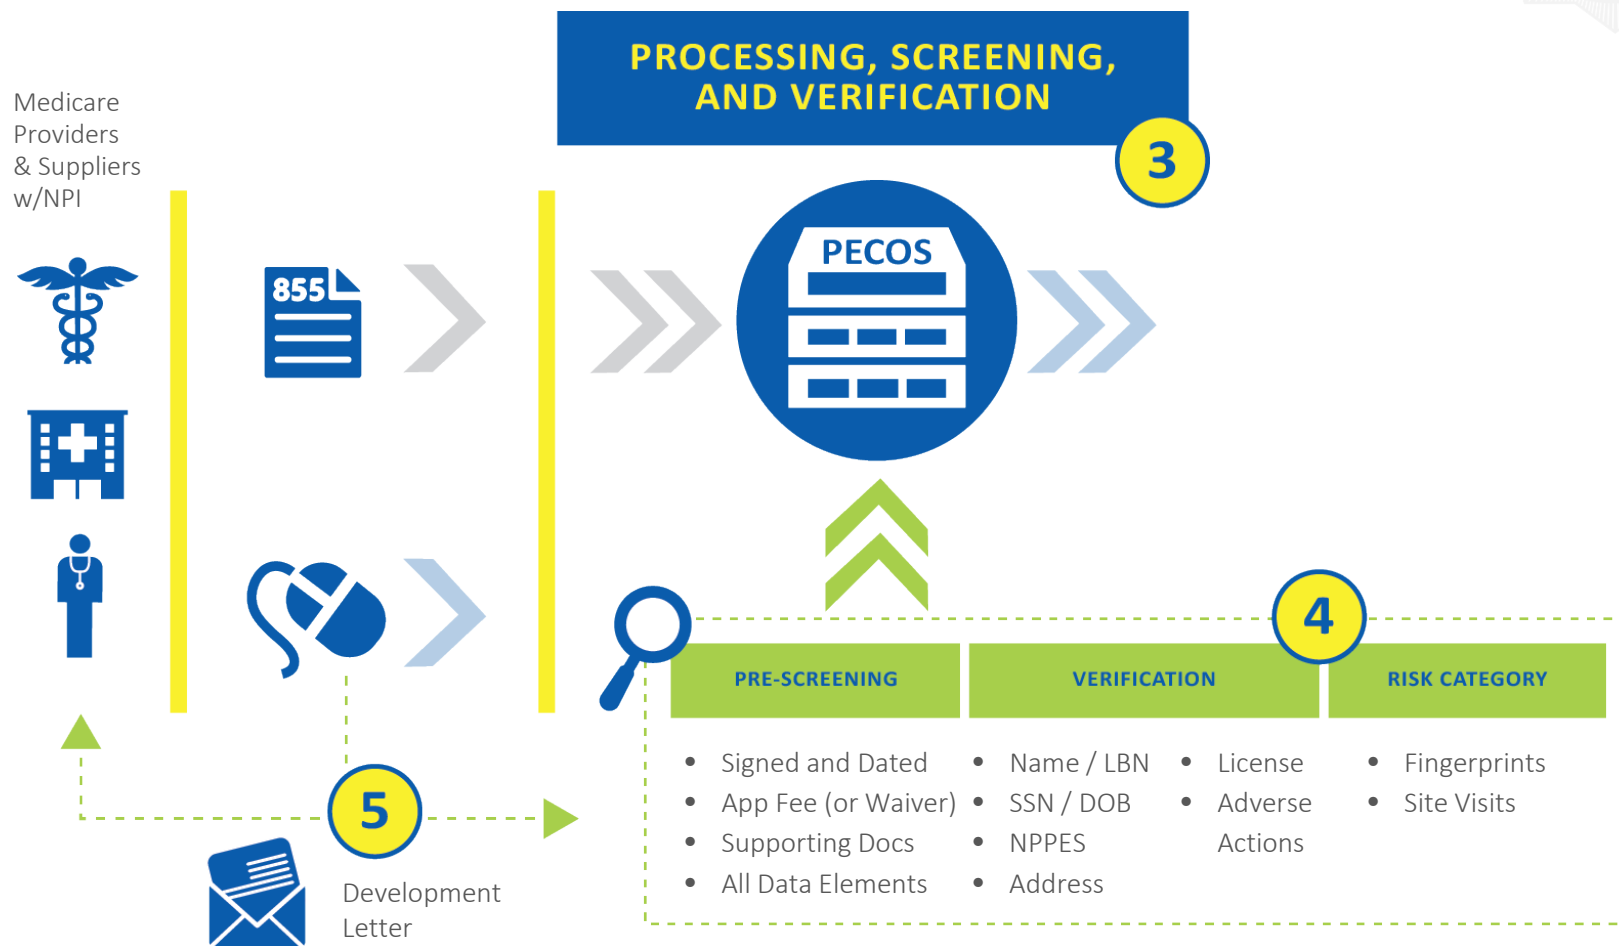 PROCESSING, SCREENING,
AND VERIFICATION
3
Medicare
Providers
& Suppliers
w/NPI
855
PECOS
4
PRE-SCREENING
VERIFICATION
RISK CATEGORY
• Signed and Dated
• App Fee (or Waiver)
• Supporting Docs
• All Data Elements
• Name / LBN
• SSN / DOB
• NPPES
• Address
• License
• Adverse
Actions
• Fingerprints
• Site Visits
5
Development
Letter